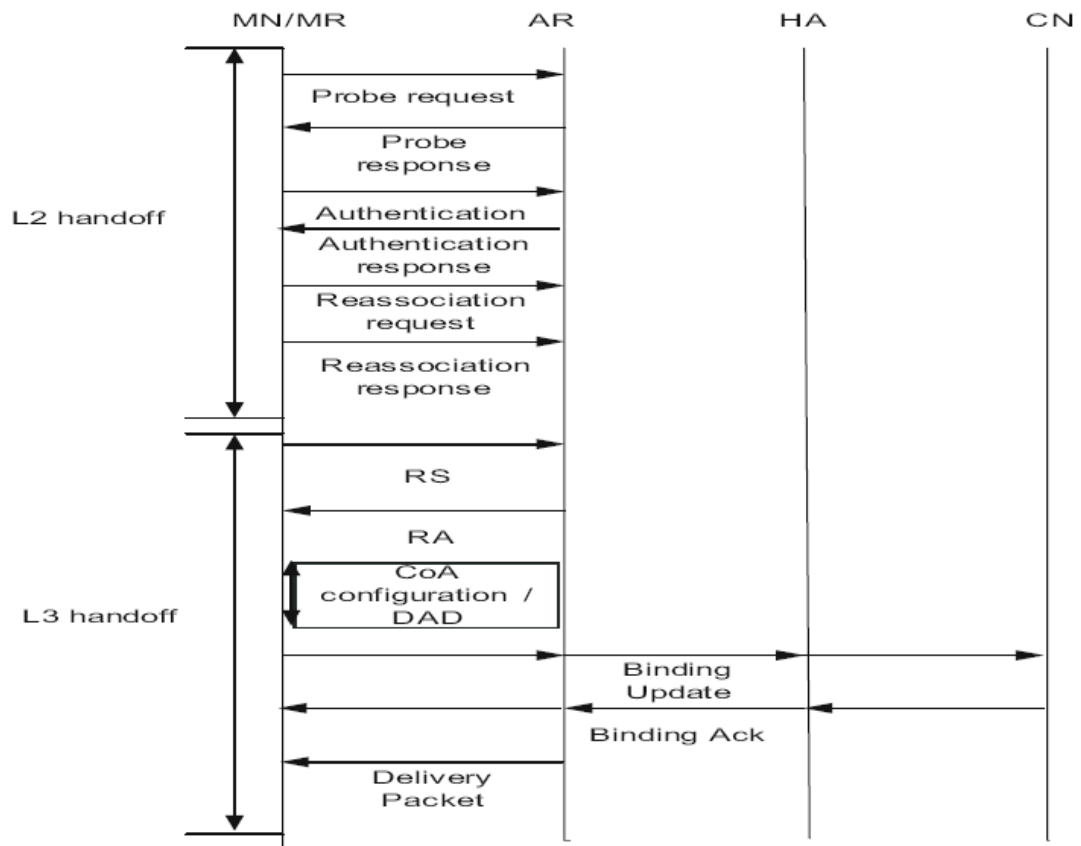 MN/MR AR HA CN
Probe request
Probe
response
L2 handoff
Authentication
Authentication
response
Reassociation
request
Reassociation
response
RS
RA
CoA
configuration /
DAD
L3 handoff
Binding
Update
Binding Ack
Delivery
Packet